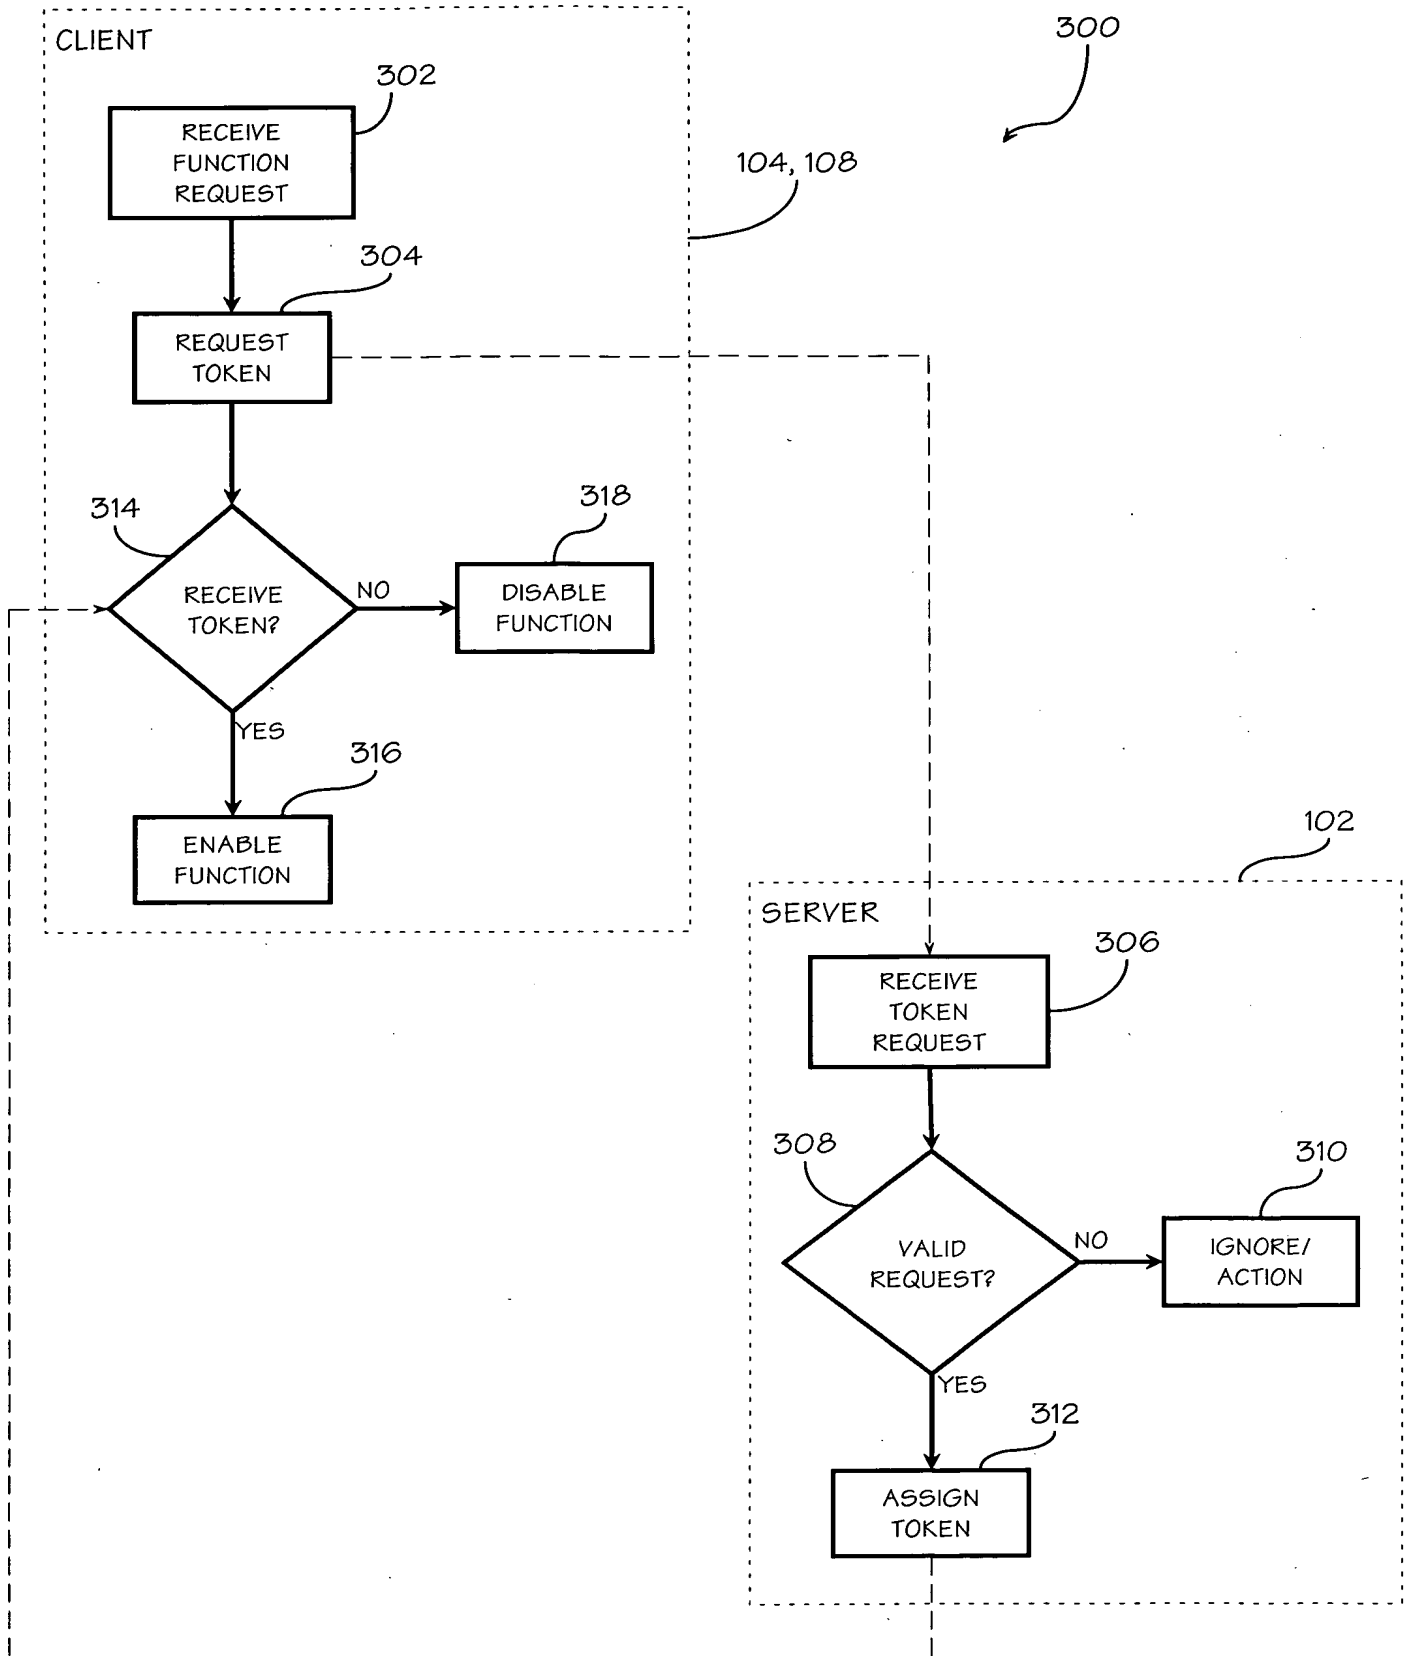 CLIENT
300
302
RECEIVE
FUNCTION
REQUEST
104, 108
304
REQUEST
TOKEN
314
318
RECEIVE
TOKEN?
NO
DISABLE
FUNCTION
YES
316
ENABLE
FUNCTION
102
SERVER
306
RECEIVE
TOKEN
REQUEST
308
310
VALID
REQUEST?
NO
IGNORE/
ACTION
YES
312
ASSIGN
TOKEN